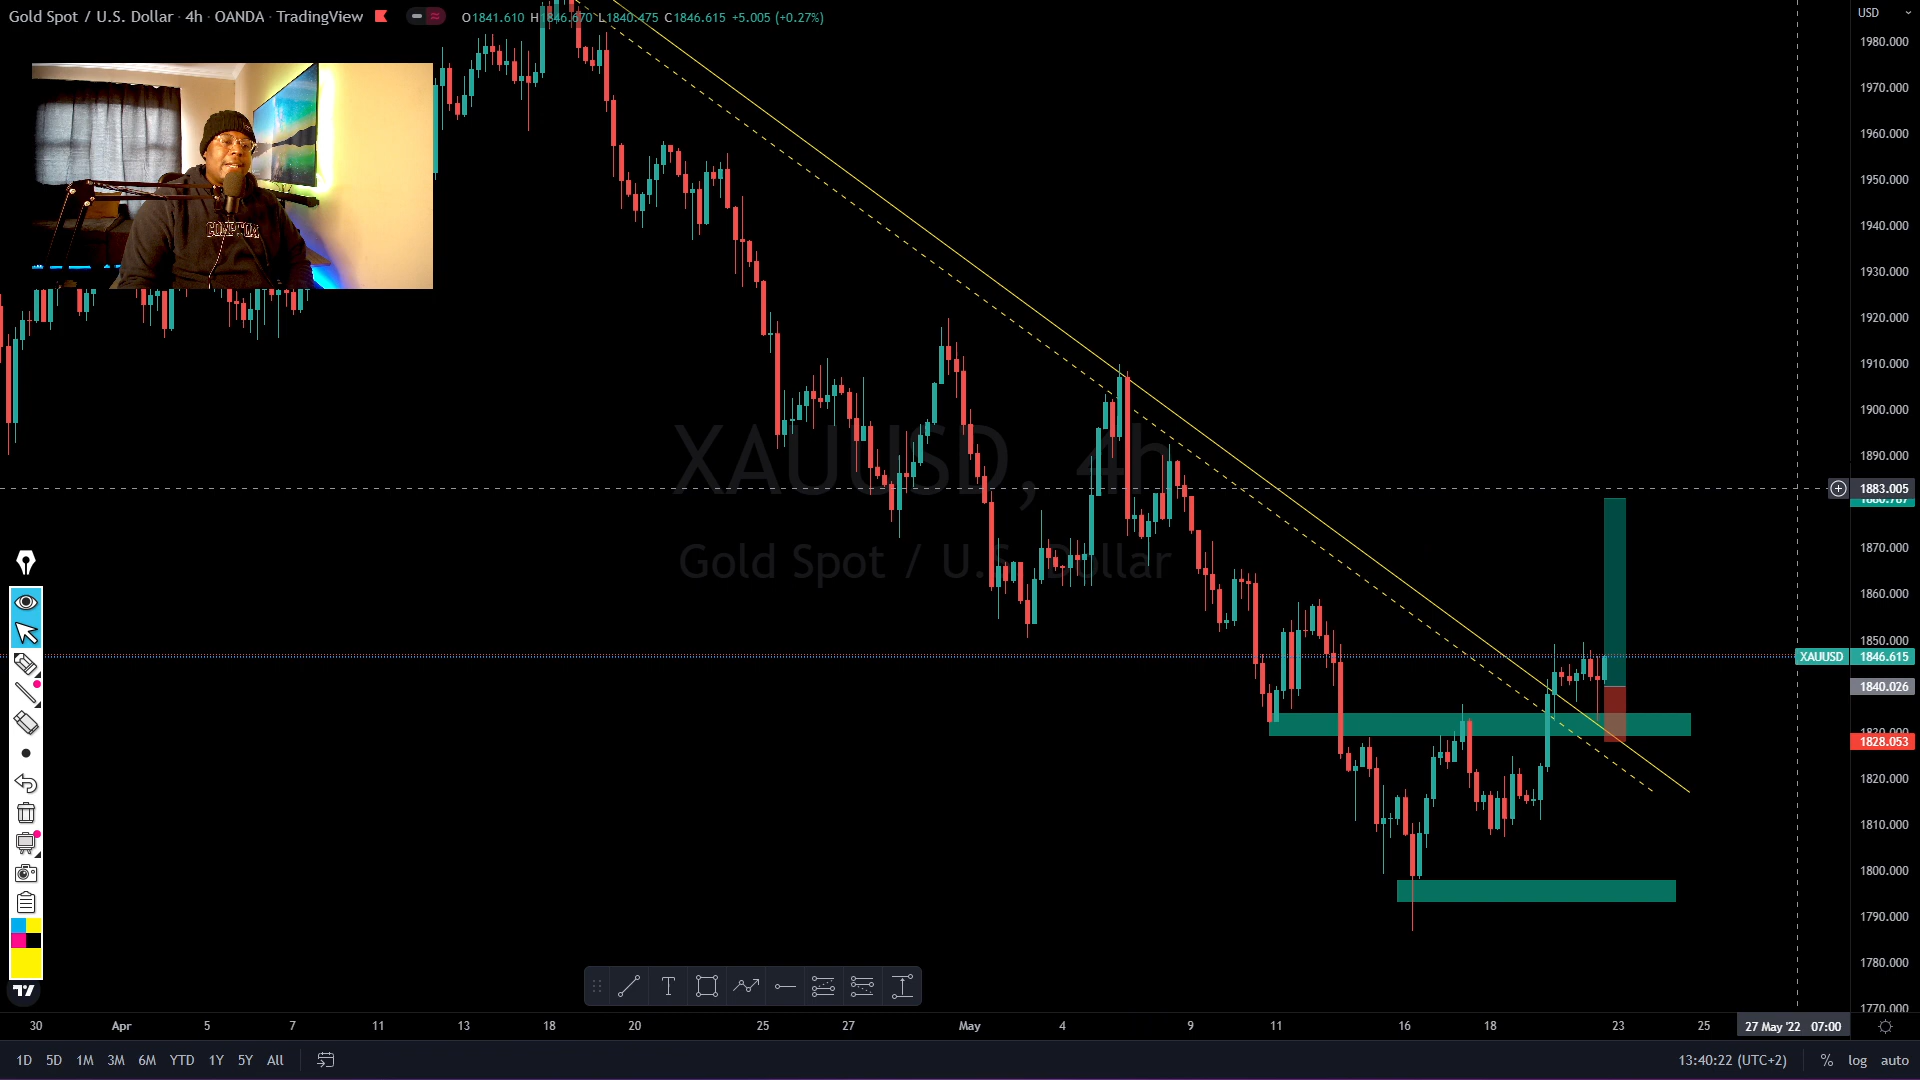 Gold Spot / U.S. Dollar · 4h · OANDA · TradingView
O1841.610 H1846.670 L1840.475 C1846.615 +5.005 (+0.27%)
USD
1980.000
1970.000
1960.000
1950.000
1940.000
1930.000
1920.000
1910.000
1900.000
1890.000
1883.005
1870.000
1860.000
1850.000
XAUUSD 1846.615
1840.026
1828.053
1820.000
1810.000
1800.000
1790.000
1780.000
1770.000
COMPTON
XAUUSD, 4h
Gold Spot / U.S. Dollar
30 Apr 5 7 11 13 18 20 25 27 May 4 9 11 16 18 23 25 27 May '22 07:00
1D 5D 1M 3M 6M YTD 1Y 5Y All
13:40:22 (UTC+2) % log auto